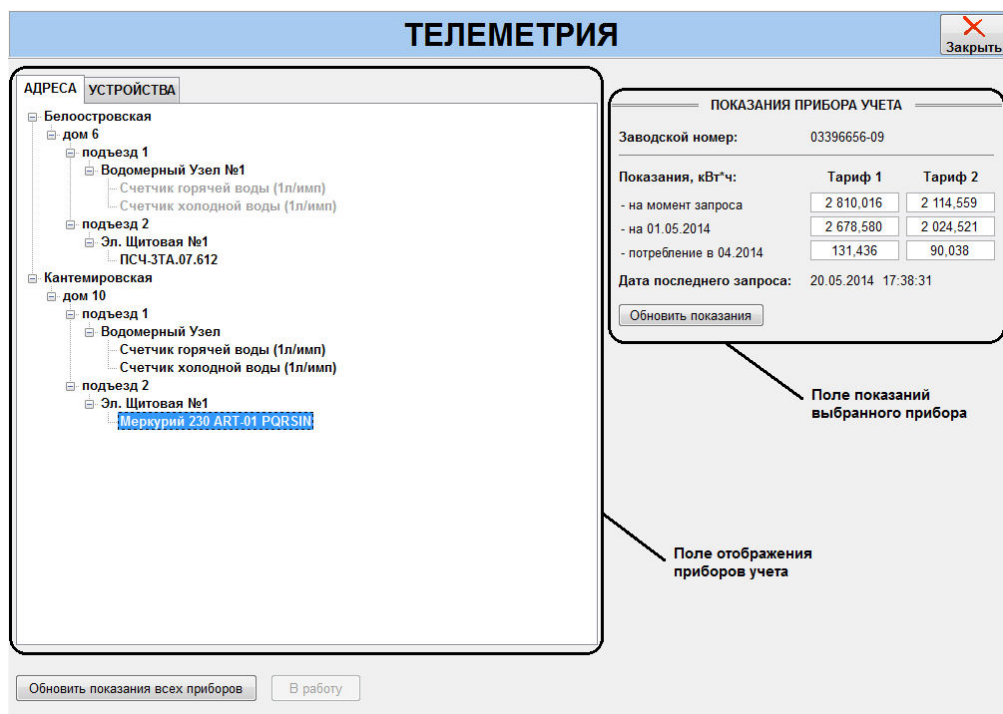 ТЕЛЕМЕТРИЯ
Закрыть
АДРЕСА УСТРОЙСТВА
Белоостровская
дом 6
подъезд 1
Водомерный Узел №1
Счетчик горячей воды (1л/имп)
Счетчик холодной воды (1л/имп)
подъезд 2
Эл. Щитовая №1
ПСЧ-3ТА.07.612
Кантемировская
дом 10
подъезд 1
Водомерный Узел
Счетчик горячей воды (1л/имп)
Счетчик холодной воды (1л/имп)
подъезд 2
Эл. Щитовая №1
Меркурий 230 ART-01 PQRSIN
ПОКАЗАНИЯ ПРИБОРА УЧЕТА
Заводской номер: 03396656-09
Показания, кВт*ч: Тариф 1 Тариф 2
- на момент запроса 2 810,016 2 114,559
- на 01.05.2014 2 678,580 2 024,521
- потребление в 04.2014 131,436 90,038
Дата последнего запроса: 20.05.2014 17:38:31
Обновить показания
Поле показаний
выбранного прибора
Поле отображения
приборов учета
Обновить показания всех приборов В работу